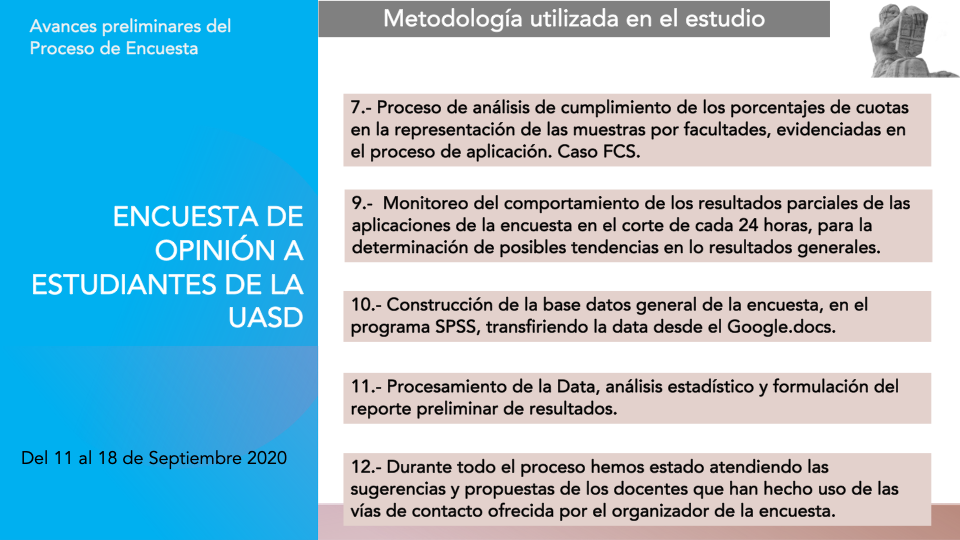 Avances preliminares del
Proceso de Encuesta
ENCUESTA DE
OPINIÓN A
ESTUDIANTES DE LA
UASD
Del 11 al 18 de Septiembre 2020
Metodología utilizada en el estudio
7.- Proceso de análisis de cumplimiento de los porcentajes de cuotas
en la representación de las muestras por facultades, evidenciadas en
el proceso de aplicación. Caso FCS.
9.- Monitoreo del comportamiento de los resultados parciales de las
aplicaciones de la encuesta en el corte de cada 24 horas, para la
determinación de posibles tendencias en lo resultados generales.
10.- Construcción de la base datos general de la encuesta, en el
programa SPSS, transfiriendo la data desde el Google.docs.
11.- Procesamiento de la Data, análisis estadístico y formulación del
reporte preliminar de resultados.
12.- Durante todo el proceso hemos estado atendiendo las
sugerencias y propuestas de los docentes que han hecho uso de las
vías de contacto ofrecida por el organizador de la encuesta.